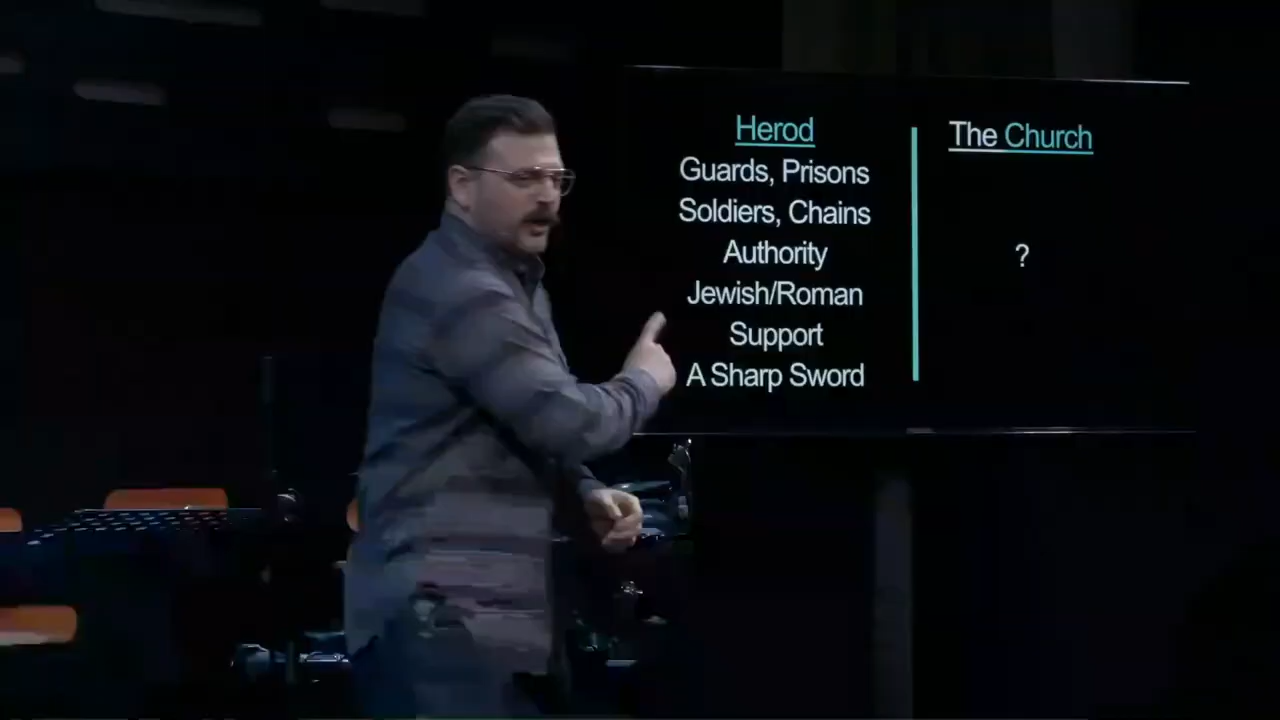 Herod
Guards, Prisons
Soldiers, Chains
Authority
Jewish/Roman
Support
A Sharp Sword
The Church
?